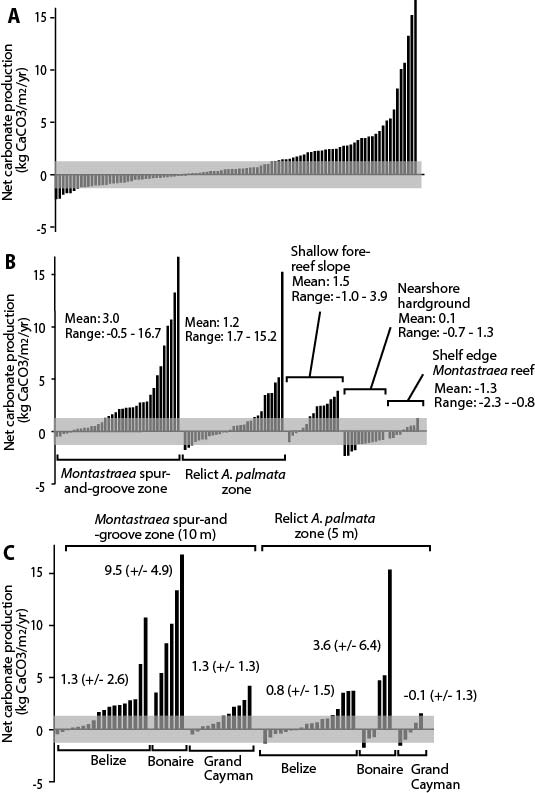 A
Net carbonate production
(kg CaCO3/m2/yr)
15
10
5
0
-5
B
Net carbonate production
(kg CaCO3/m2/yr)
15
10
5
0
-5
Mean: 3.0
Range: -0.5 - 16.7
Mean: 1.2
Range: 1.7 - 15.2
Shallow fore-
reef slope
Mean: 1.5
Range: -1.0 - 3.9
Nearshore
hardground
Mean: 0.1
Range: -0.7 - 1.3
Shelf edge
Montastraea reef
Mean: -1.3
Range: -2.3 - -0.8
Montastraea spur-
and-groove zone
Relict A. palmata
zone
C
Net carbonate production
(kg CaCO3/m2/yr)
15
10
5
0
-5
Montastraea spur-and
-groove zone (10 m)
Relict A. palmata
zone (5 m)
1.3 (+/- 2.6)
9.5 (+/- 4.9)
1.3 (+/- 1.3)
0.8 (+/- 1.5)
3.6 (+/- 6.4)
-0.1 (+/- 1.3)
Belize
Bonaire
Grand
Cayman
Belize
Bonaire
Grand
Cayman